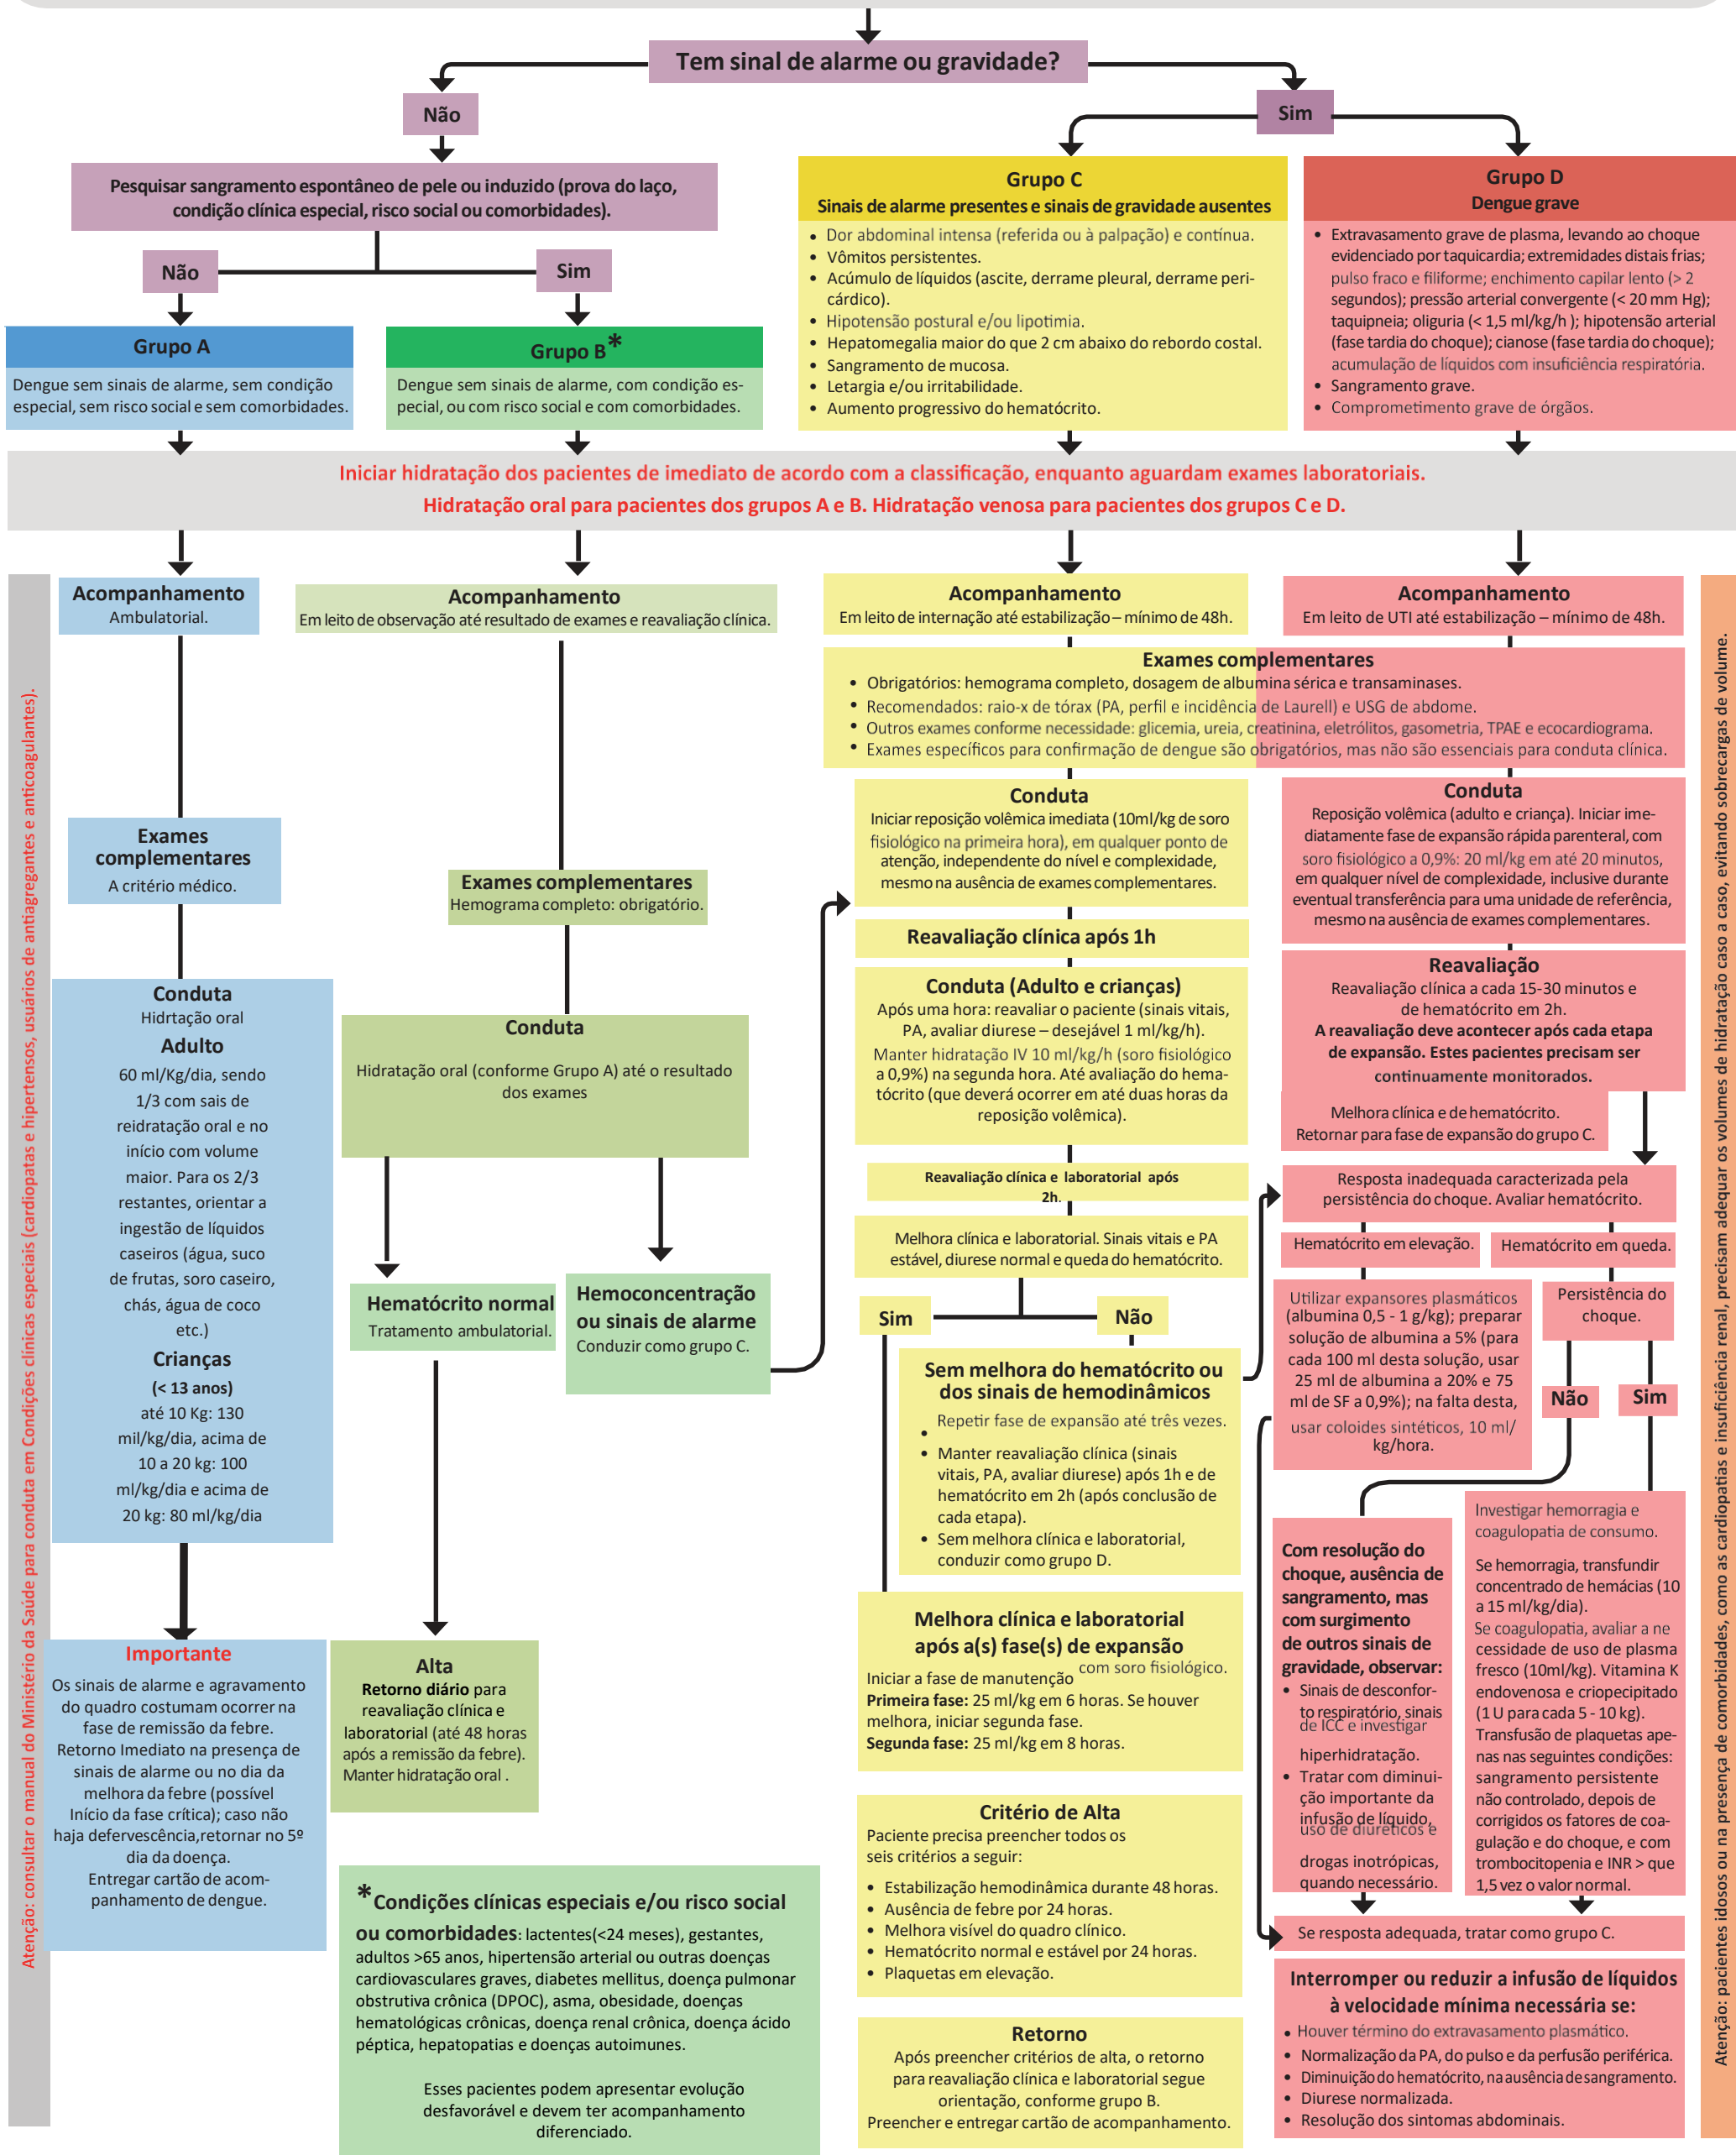 Tem sinal de alarme ou gravidade?
Não
Sim
Pesquisar sangramento espontâneo de pele ou induzido (prova do laço,
condição clínica especial, risco social ou comorbidades).
Não
Sim
Grupo A
Dengue sem sinais de alarme, sem condição
especial, sem risco social e sem comorbidades.
Grupo B*
Dengue sem sinais de alarme, com condição es-
pecial, ou com risco social e com comorbidades.
Grupo C
Sinais de alarme presentes e sinais de gravidade ausentes
• Dor abdominal intensa (referida ou à palpação) e contínua.
• Vômitos persistentes.
• Acúmulo de líquidos (ascite, derrame pleural, derrame peri-
cárdico).
• Hipotensão postural e/ou lipotimia.
• Hepatomegalia maior do que 2 cm abaixo do rebordo costal.
• Sangramento de mucosa.
• Letargia e/ou irritabilidade.
• Aumento progressivo do hematócrito.
Grupo D
Dengue grave
• Extravasamento grave de plasma, levando ao choque
evidenciado por taquicardia; extremidades distais frias;
pulso fraco e filiforme; enchimento capilar lento (> 2
segundos); pressão arterial convergente (< 20 mm Hg);
taquipneia; oliguria (< 1,5 ml/kg/h ); hipotensão arterial
(fase tardia do choque); cianose (fase tardia do choque);
acumulação de líquidos com insuficiência respiratória.
• Sangramento grave.
• Comprometimento grave de órgãos.
Iniciar hidratação dos pacientes de imediato de acordo com a classificação, enquanto aguardam exames laboratoriais.
Hidratação oral para pacientes dos grupos A e B. Hidratação venosa para pacientes dos grupos C e D.
Atenção: consultar o manual do Ministério da Saúde para conduta em Condições clínicas especiais (cardiopatas e hipertensos, usuários de antiagregantes e anticoagulantes).
Acompanhamento
Ambulatorial.
Exames
complementares
A critério médico.
Conduta
Hidrtação oral
Adulto
60 ml/Kg/dia, sendo
1/3 com sais de
reidratação oral e no
início com volume
maior. Para os 2/3
restantes, orientar a
ingestão de líquidos
caseiros (água, suco
de frutas, soro caseiro,
chás, água de coco
etc.)
Crianças
(< 13 anos)
até 10 Kg: 130
mil/kg/dia, acima de
10 a 20 kg: 100
ml/kg/dia e acima de
20 kg: 80 ml/kg/dia
Importante
Os sinais de alarme e agravamento
do quadro costumam ocorrer na
fase de remissão da febre.
Retorno Imediato na presença de
sinais de alarme ou no dia da
melhora da febre (possível
Início da fase crítica); caso não
haja defervescência,retornar no 5º
dia da doença.
Entregar cartão de acom-
panhamento de dengue.
Acompanhamento
Em leito de observação até resultado de exames e reavaliação clínica.
Exames complementares
Hemograma completo: obrigatório.
Conduta
Hidratação oral (conforme Grupo A) até o resultado
dos exames
Hematócrito normal
Tratamento ambulatorial.
Hemoconcentração
ou sinais de alarme
Conduzir como grupo C.
Alta
Retorno diário para
reavaliação clínica e
laboratorial (até 48 horas
após a remissão da febre).
Manter hidratação oral .
*Condições clínicas especiais e/ou risco social
ou comorbidades: lactentes(<24 meses), gestantes,
adultos >65 anos, hipertensão arterial ou outras doenças
cardiovasculares graves, diabetes mellitus, doença pulmonar
obstrutiva crônica (DPOC), asma, obesidade, doenças
hematológicas crônicas, doença renal crônica, doença ácido
péptica, hepatopatias e doenças autoimunes.
Esses pacientes podem apresentar evolução
desfavorável e devem ter acompanhamento
diferenciado.
Acompanhamento
Em leito de internação até estabilização – mínimo de 48h.
Acompanhamento
Em leito de UTI até estabilização – mínimo de 48h.
Exames complementares
• Obrigatórios: hemograma completo, dosagem de albumina sérica e transaminases.
• Recomendados: raio-x de tórax (PA, perfil e incidência de Laurell) e USG de abdome.
• Outros exames conforme necessidade: glicemia, ureia, creatinina, eletrólitos, gasometria, TPAE e ecocardiograma.
• Exames específicos para confirmação de dengue são obrigatórios, mas não são essenciais para conduta clínica.
Conduta
Iniciar reposição volêmica imediata (10ml/kg de soro
fisiológico na primeira hora), em qualquer ponto de
atenção, independente do nível e complexidade,
mesmo na ausência de exames complementares.
Reavaliação clínica após 1h
Conduta (Adulto e crianças)
Após uma hora: reavaliar o paciente (sinais vitais,
PA, avaliar diurese – desejável 1 ml/kg/h).
Manter hidratação IV 10 ml/kg/h (soro fisiológico
a 0,9%) na segunda hora. Até avaliação do hema-
tócrito (que deverá ocorrer em até duas horas da
reposição volêmica).
Reavaliação clínica e laboratorial após
2h.
Melhora clínica e laboratorial. Sinais vitais e PA
estável, diurese normal e queda do hematócrito.
Sim
Não
Sem melhora do hematócrito ou
dos sinais de hemodinâmicos
• Repetir fase de expansão até três vezes.
• Manter reavaliação clínica (sinais
vitais, PA, avaliar diurese) após 1h e de
hematócrito em 2h (após conclusão de
cada etapa).
• Sem melhora clínica e laboratorial,
conduzir como grupo D.
Melhora clínica e laboratorial
após a(s) fase(s) de expansão
Iniciar a fase de manutenção com soro fisiológico.
Primeira fase: 25 ml/kg em 6 horas. Se houver
melhora, iniciar segunda fase.
Segunda fase: 25 ml/kg em 8 horas.
Critério de Alta
Paciente precisa preencher todos os
seis critérios a seguir:
• Estabilização hemodinâmica durante 48 horas.
• Ausência de febre por 24 horas.
• Melhora visível do quadro clínico.
• Hematócrito normal e estável por 24 horas.
• Plaquetas em elevação.
Retorno
Após preencher critérios de alta, o retorno
para reavaliação clínica e laboratorial segue
orientação, conforme grupo B.
Preencher e entregar cartão de acompanhamento.
Conduta
Reposição volêmica (adulto e criança). Iniciar ime-
diatamente fase de expansão rápida parenteral, com
soro fisiológico a 0,9%: 20 ml/kg em até 20 minutos,
em qualquer nível de complexidade, inclusive durante
eventual transferência para uma unidade de referência,
mesmo na ausência de exames complementares.
Reavaliação
Reavaliação clínica a cada 15-30 minutos e
de hematócrito em 2h.
A reavaliação deve acontecer após cada etapa
de expansão. Estes pacientes precisam ser
continuamente monitorados.
Melhora clínica e de hematócrito.
Retornar para fase de expansão do grupo C.
Resposta inadequada caracterizada pela
persistência do choque. Avaliar hematócrito.
Hematócrito em elevação.
Hematócrito em queda.
Utilizar expansores plasmáticos
(albumina 0,5 - 1 g/kg); preparar
solução de albumina a 5% (para
cada 100 ml desta solução, usar
25 ml de albumina a 20% e 75
ml de SF a 0,9%); na falta desta,
usar coloides sintéticos, 10 ml/
kg/hora.
Persistência do
choque.
Não
Sim
Com resolução do
choque, ausência de
sangramento, mas
com surgimento
de outros sinais de
gravidade, observar:
• Sinais de desconfor-
to respiratório, sinais
de ICC e investigar
hiperhidratação.
• Tratar com diminui-
ção importante da
infusão de líquido,
uso de diuréticos e
drogas inotrópicas,
quando necessário.
Investigar hemorragia e
coagulopatia de consumo.
Se hemorragia, transfundir
concentrado de hemácias (10
a 15 ml/kg/dia).
Se coagulopatia, avaliar a ne
cessidade de uso de plasma
fresco (10ml/kg). Vitamina K
endovenosa e criopecipitado
(1 U para cada 5 - 10 kg).
Transfusão de plaquetas ape-
nas nas seguintes condições:
sangramento persistente
não controlado, depois de
corrigidos os fatores de coa-
gulação e do choque, e com
trombocitopenia e INR > que
1,5 vez o valor normal.
Se resposta adequada, tratar como grupo C.
Interromper ou reduzir a infusão de líquidos
à velocidade mínima necessária se:
• Houver término do extravasamento plasmático.
• Normalização da PA, do pulso e da perfusão periférica.
• Diminuição do hematócrito, na ausência de sangramento.
• Diurese normalizada.
• Resolução dos sintomas abdominais.
Atenção: pacientes idosos ou na presença de comorbidades, como as cardiopatias e insuficiência renal, precisam adequar os volumes de hidratação caso a caso, evitando sobrecargas de volume.